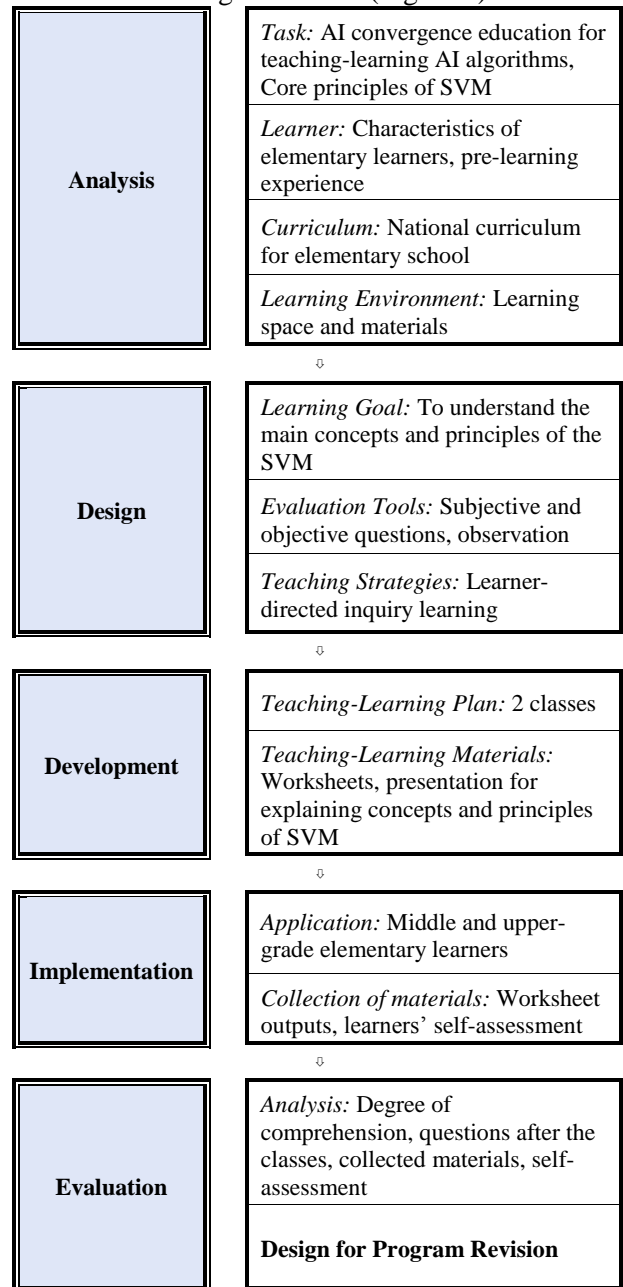 Analysis
Task: AI convergence education for
teaching-learning AI algorithms,
Core principles of SVM
Learner: Characteristics of
elementary learners, pre-learning
experience
Curriculum: National curriculum
for elementary school
Learning Environment: Learning
space and materials
⇩
Design
Learning Goal: To understand the
main concepts and principles of the
SVM
Evaluation Tools: Subjective and
objective questions, observation
Teaching Strategies: Learner-
directed inquiry learning
⇩
Development
Teaching-Learning Plan: 2 classes
Teaching-Learning Materials:
Worksheets, presentation for
explaining concepts and principles
of SVM
⇩
Implementation
Application: Middle and upper-
grade elementary learners
Collection of materials: Worksheet
outputs, learners’ self-assessment
⇩
Evaluation
Analysis: Degree of
comprehension, questions after the
classes, collected materials, self-
assessment
Design for Program Revision